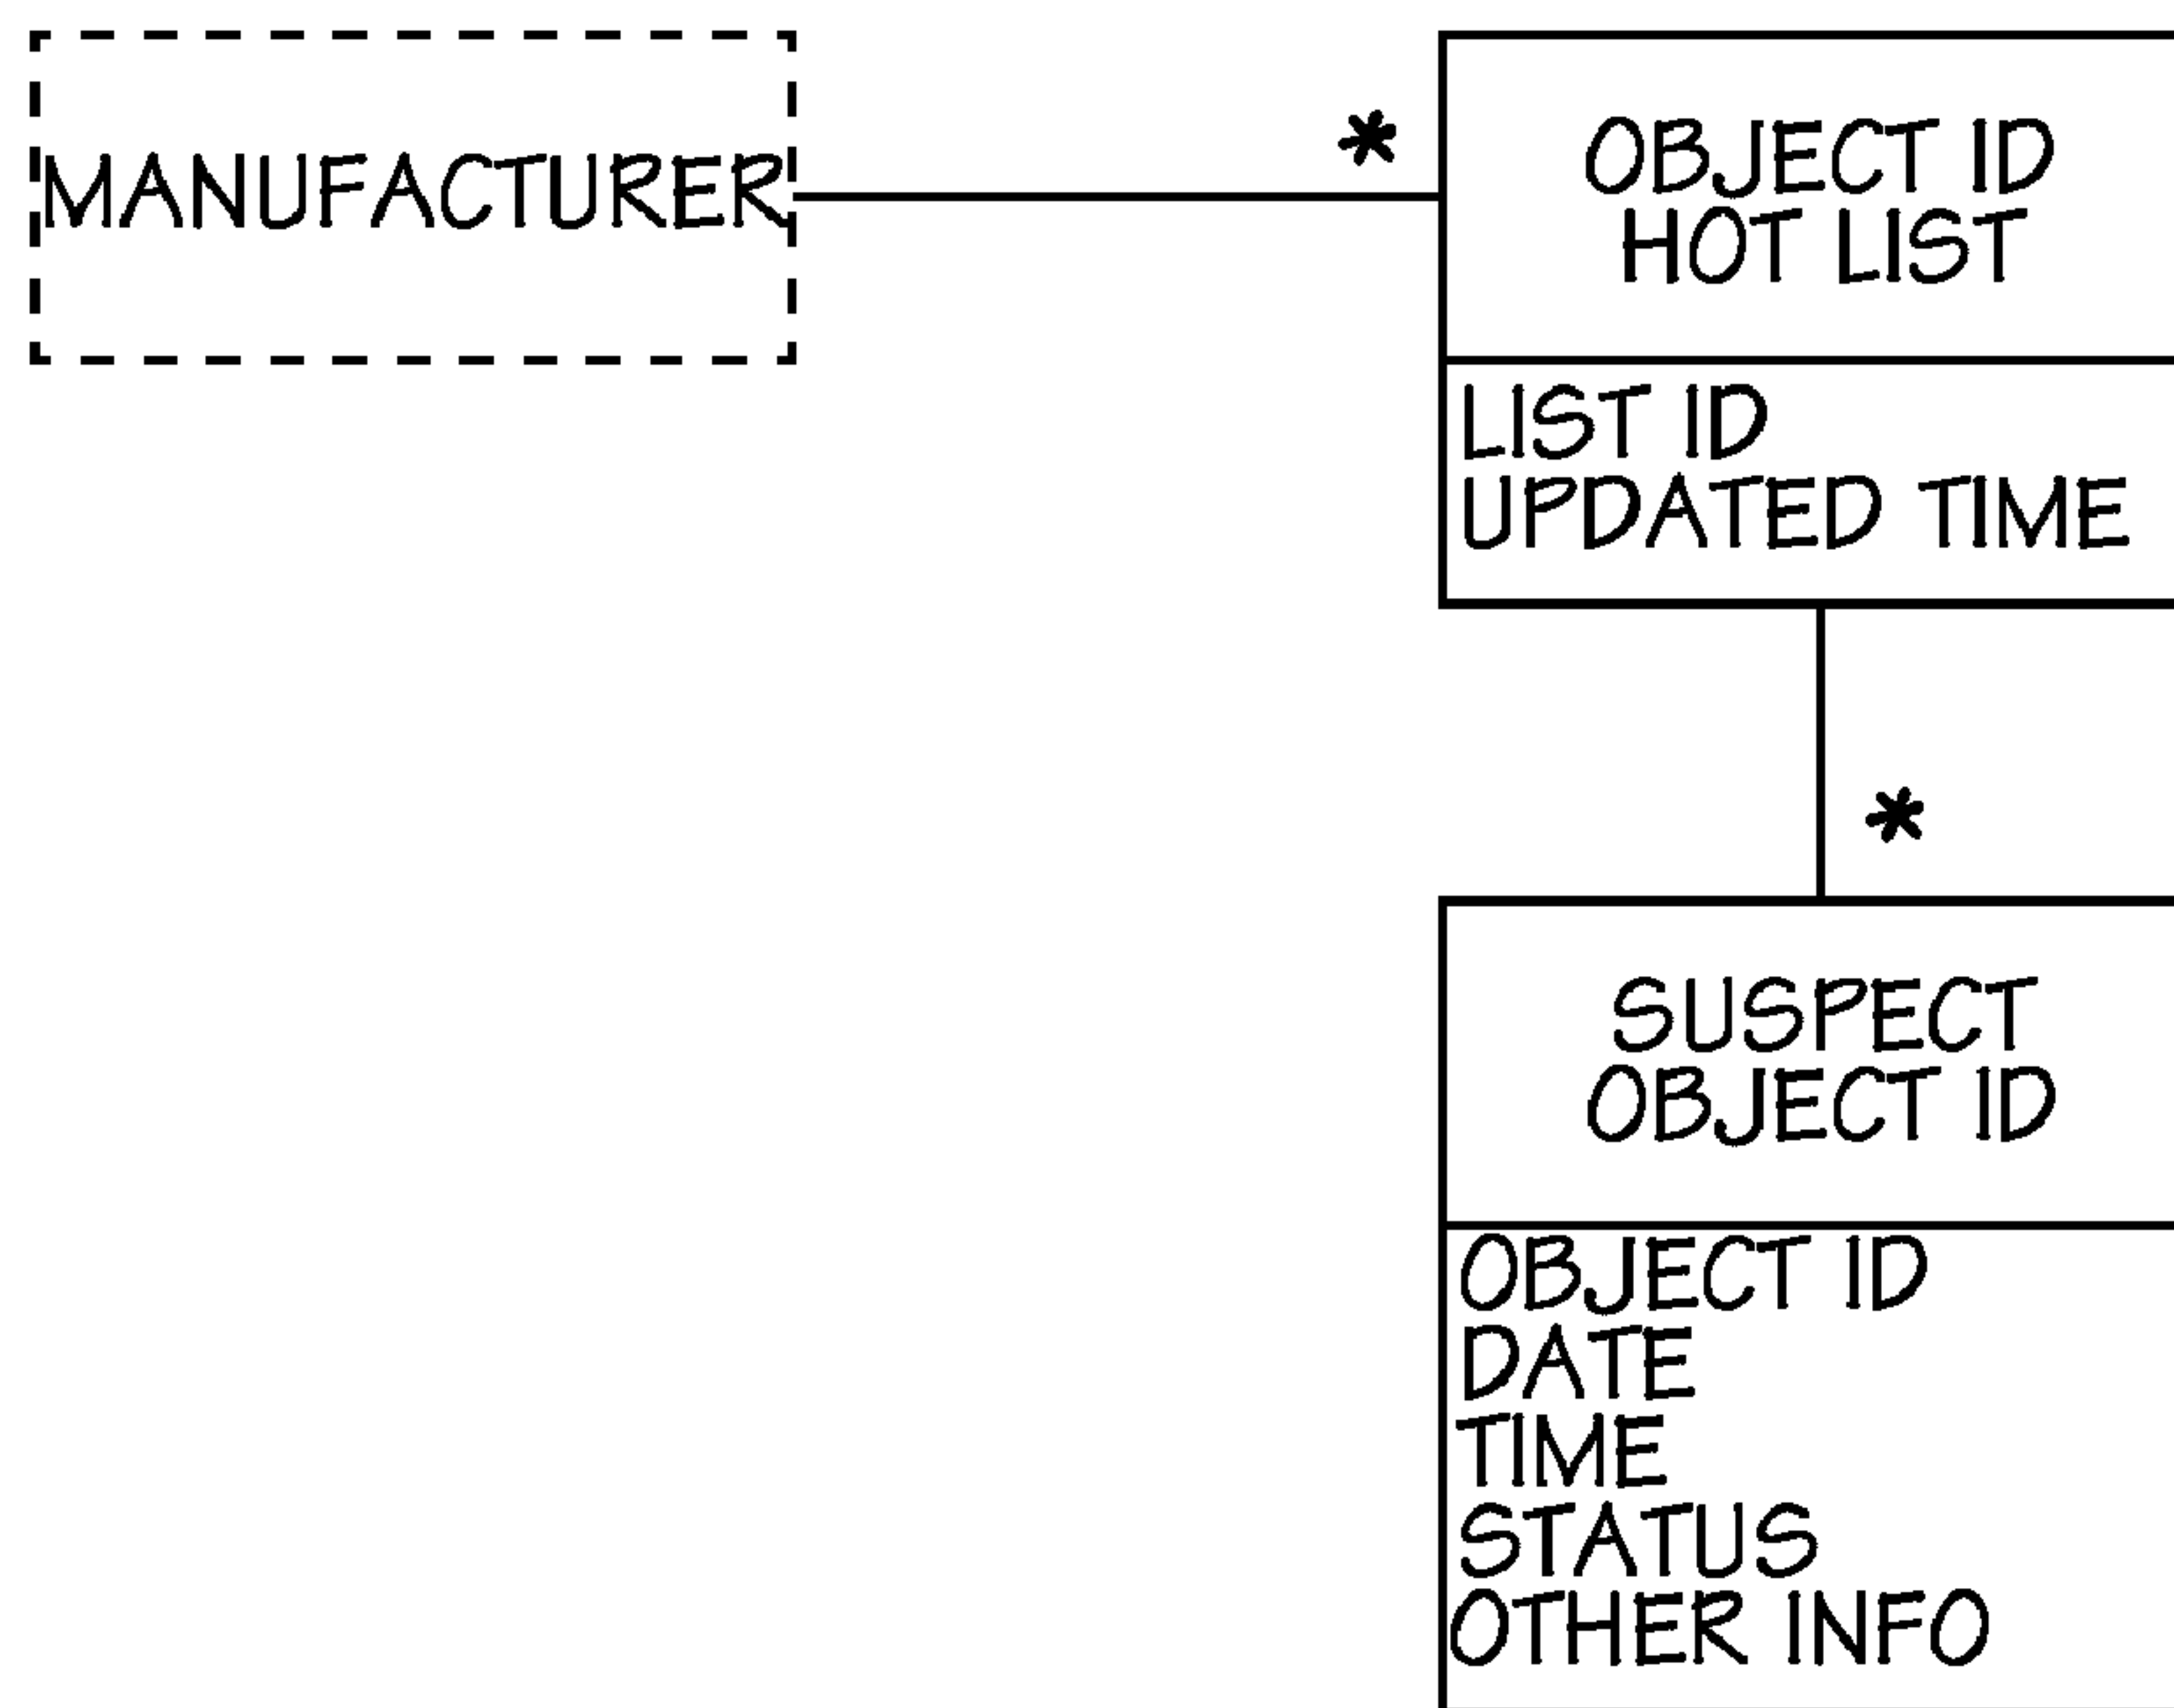 MANUFACTURER
*
OBJECT ID
HOT LIST
LIST ID
UPDATED TIME
*
SUSPECT
OBJECT ID
OBJECT ID
DATE
TIME
STATUS
OTHER INFO